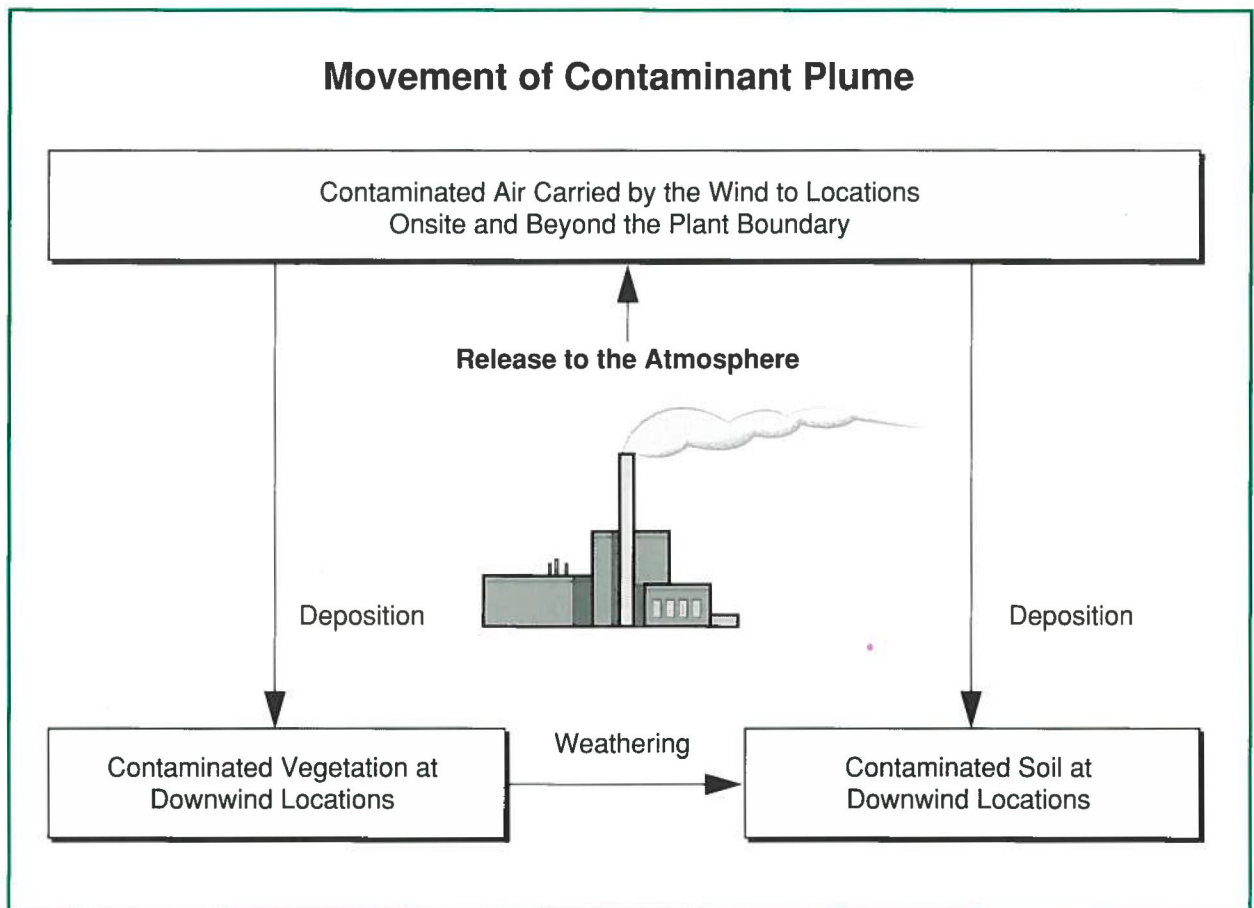 Movement of Contaminant Plume
Contaminated Air Carried by the Wind to Locations
Onsite and Beyond the Plant Boundary
Release to the Atmosphere
Deposition
Deposition
Weathering
Contaminated Vegetation at
Downwind Locations
Contaminated Soil at
Downwind Locations